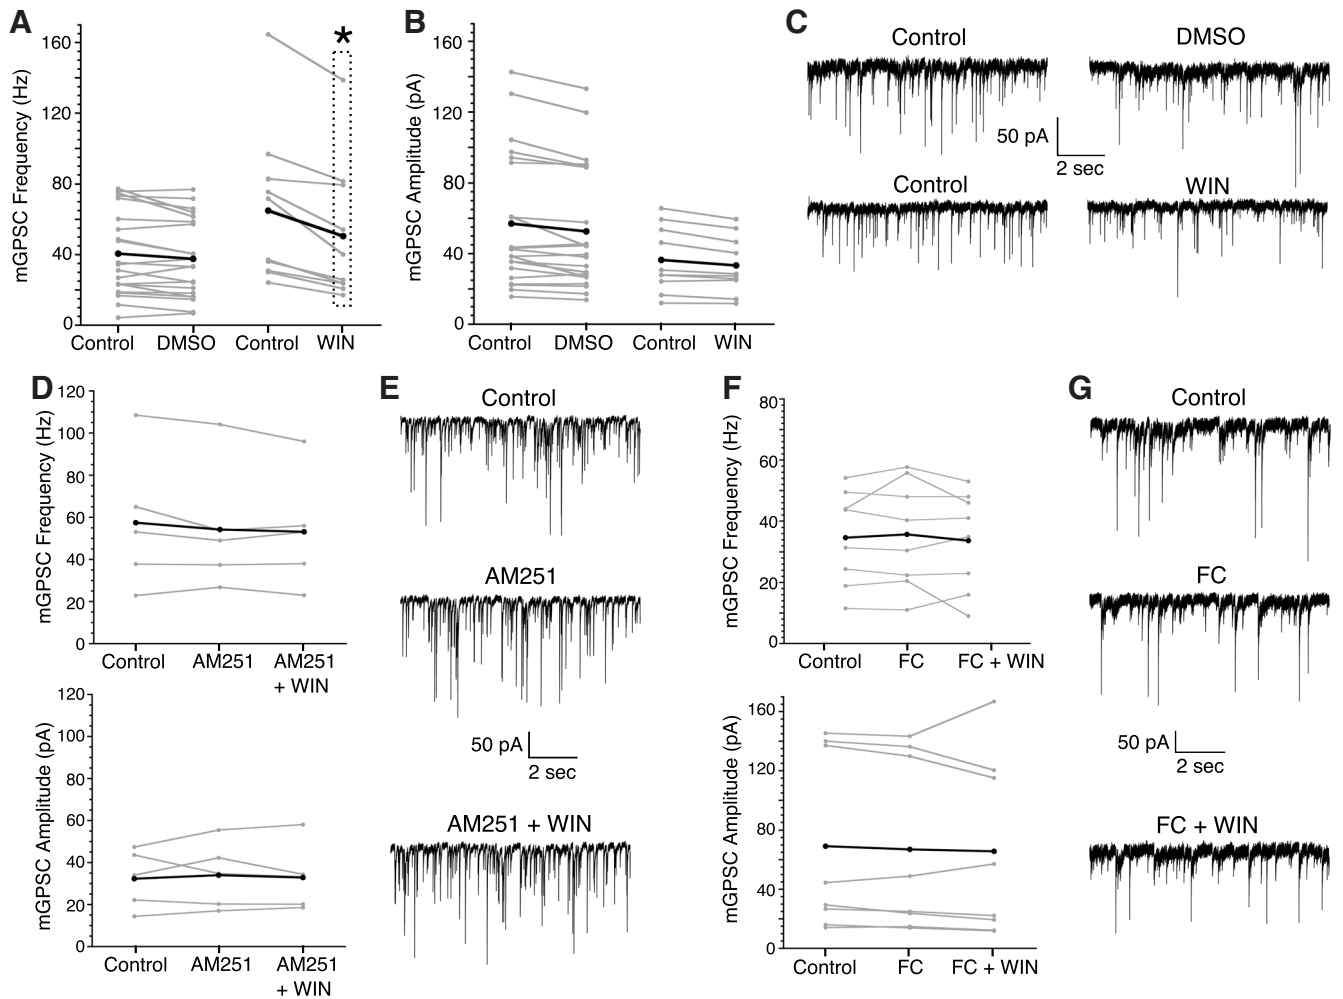 A
mGPSC Frequency (Hz)
160
120
80
40
0
*
Control
DMSO
Control
WIN
B
mGPSC Amplitude (pA)
160
120
80
40
0
Control
DMSO
Control
WIN
C
Control
DMSO
50 pA
2 sec
Control
WIN
D
mGPSC Frequency (Hz)
120
100
80
60
40
20
0
Control
AM251
AM251
+ WIN
mGPSC Amplitude (pA)
120
100
80
60
40
20
0
Control
AM251
AM251
+ WIN
E
Control
AM251
50 pA
2 sec
AM251 + WIN
F
mGPSC Frequency (Hz)
80
60
40
20
0
Control
FC
FC + WIN
mGPSC Amplitude (pA)
160
120
80
40
0
Control
FC
FC + WIN
G
Control
FC
50 pA
2 sec
FC + WIN